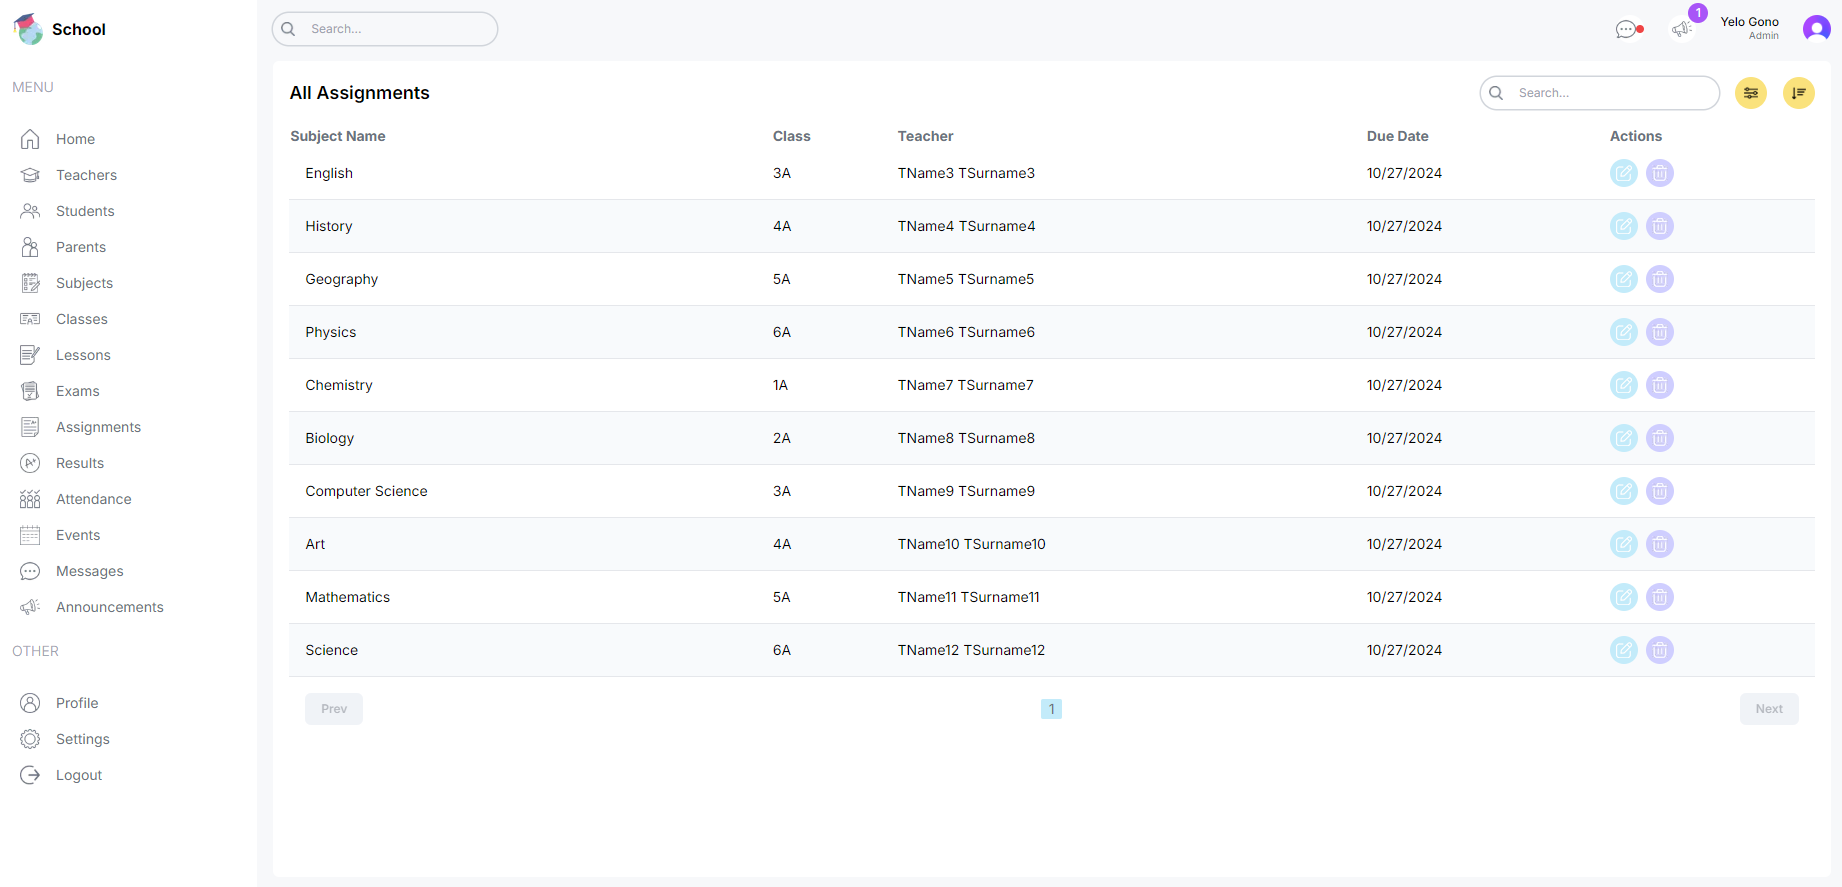 School
Search...
1
Yelo Gono
Admin
MENU
Home
Teachers
Students
Parents
Subjects
Classes
Lessons
Exams
Assignments
Results
Attendance
Events
Messages
Announcements
OTHER
Profile
Settings
Logout
All Assignments
Search...
Subject Name Class Teacher Due Date Actions
English 3A TName3 TSurname3 10/27/2024
History 4A TName4 TSurname4 10/27/2024
Geography 5A TName5 TSurname5 10/27/2024
Physics 6A TName6 TSurname6 10/27/2024
Chemistry 1A TName7 TSurname7 10/27/2024
Biology 2A TName8 TSurname8 10/27/2024
Computer Science 3A TName9 TSurname9 10/27/2024
Art 4A TName10 TSurname10 10/27/2024
Mathematics 5A TName11 TSurname11 10/27/2024
Science 6A TName12 TSurname12 10/27/2024
Prev 1 Next